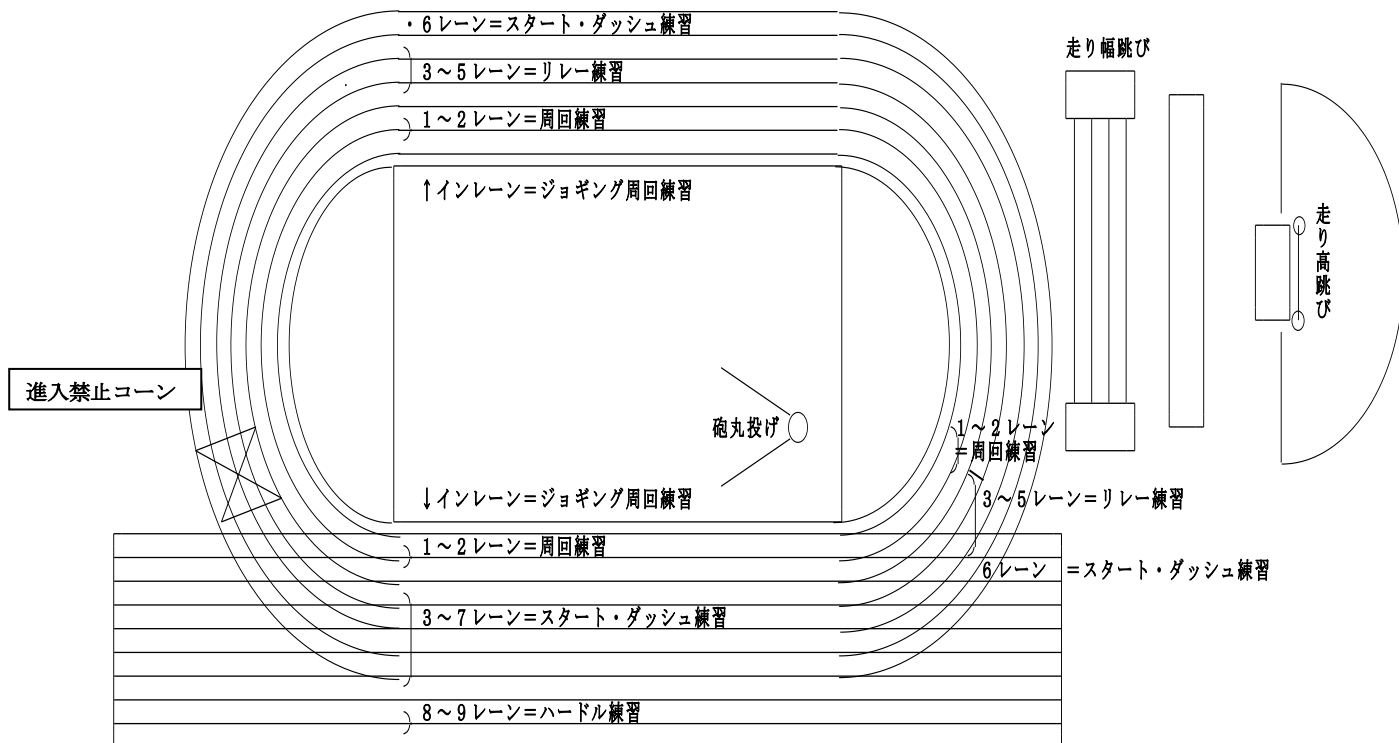 ・6レーン＝スタート・ダッシュ練習
3～5レーン＝リレー練習
1～2レーン＝周回練習
↑インレーン＝ジョギング周回練習
走り幅跳び
走り高跳び
進入禁止コーン
砲丸投げ
1～2レーン
＝周回練習
3～5レーン＝リレー練習
↓インレーン＝ジョギング周回練習
1～2レーン＝周回練習
6レーン　＝スタート・ダッシュ練習
3～7レーン＝スタート・ダッシュ練習
8～9レーン＝ハードル練習